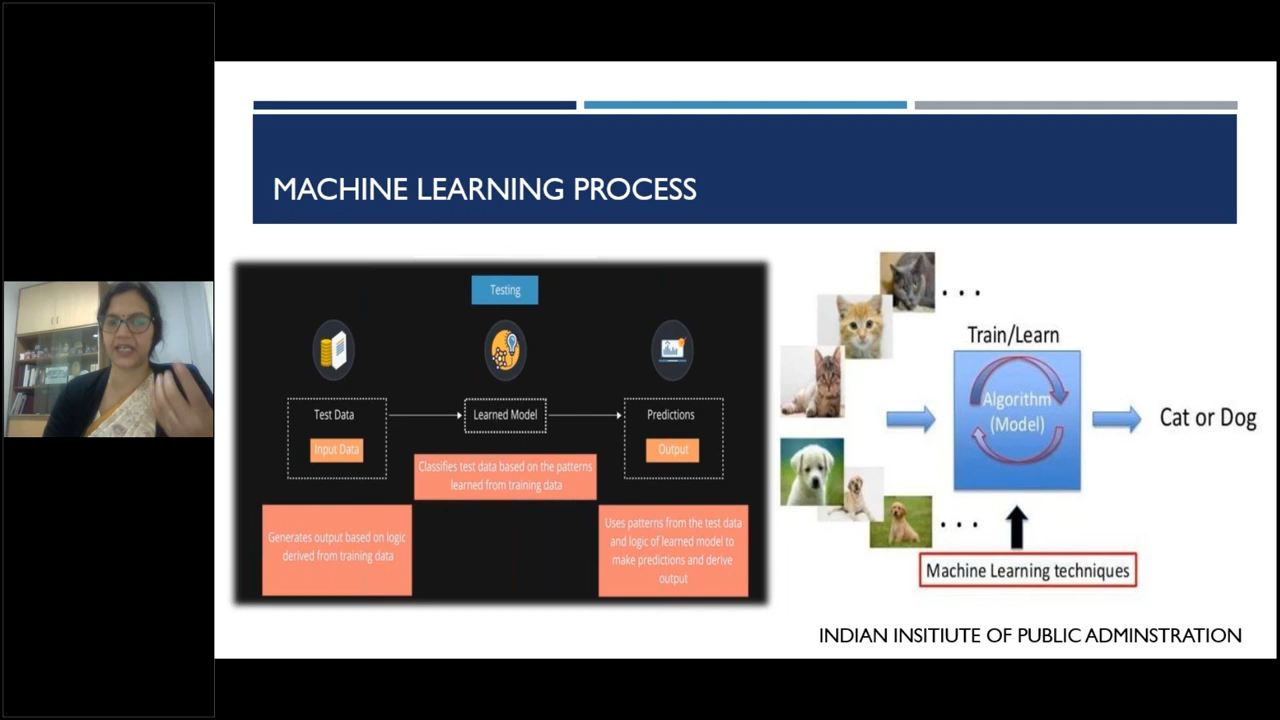 MACHINE LEARNING PROCESS
Testing
Test Data
Input Data
Learned Model
Predictions
Output
Classifies test data based on the patterns
learned from training data
Generates output based on logic
derived from training data
Uses patterns from the test data
and logic of learned model to
make predictions and derive
output
. . .
Train/Learn
Algorithm
(Model)
Cat or Dog
. . .
Machine Learning techniques
INDIAN INSITIUTE OF PUBLIC ADMINSTRATION